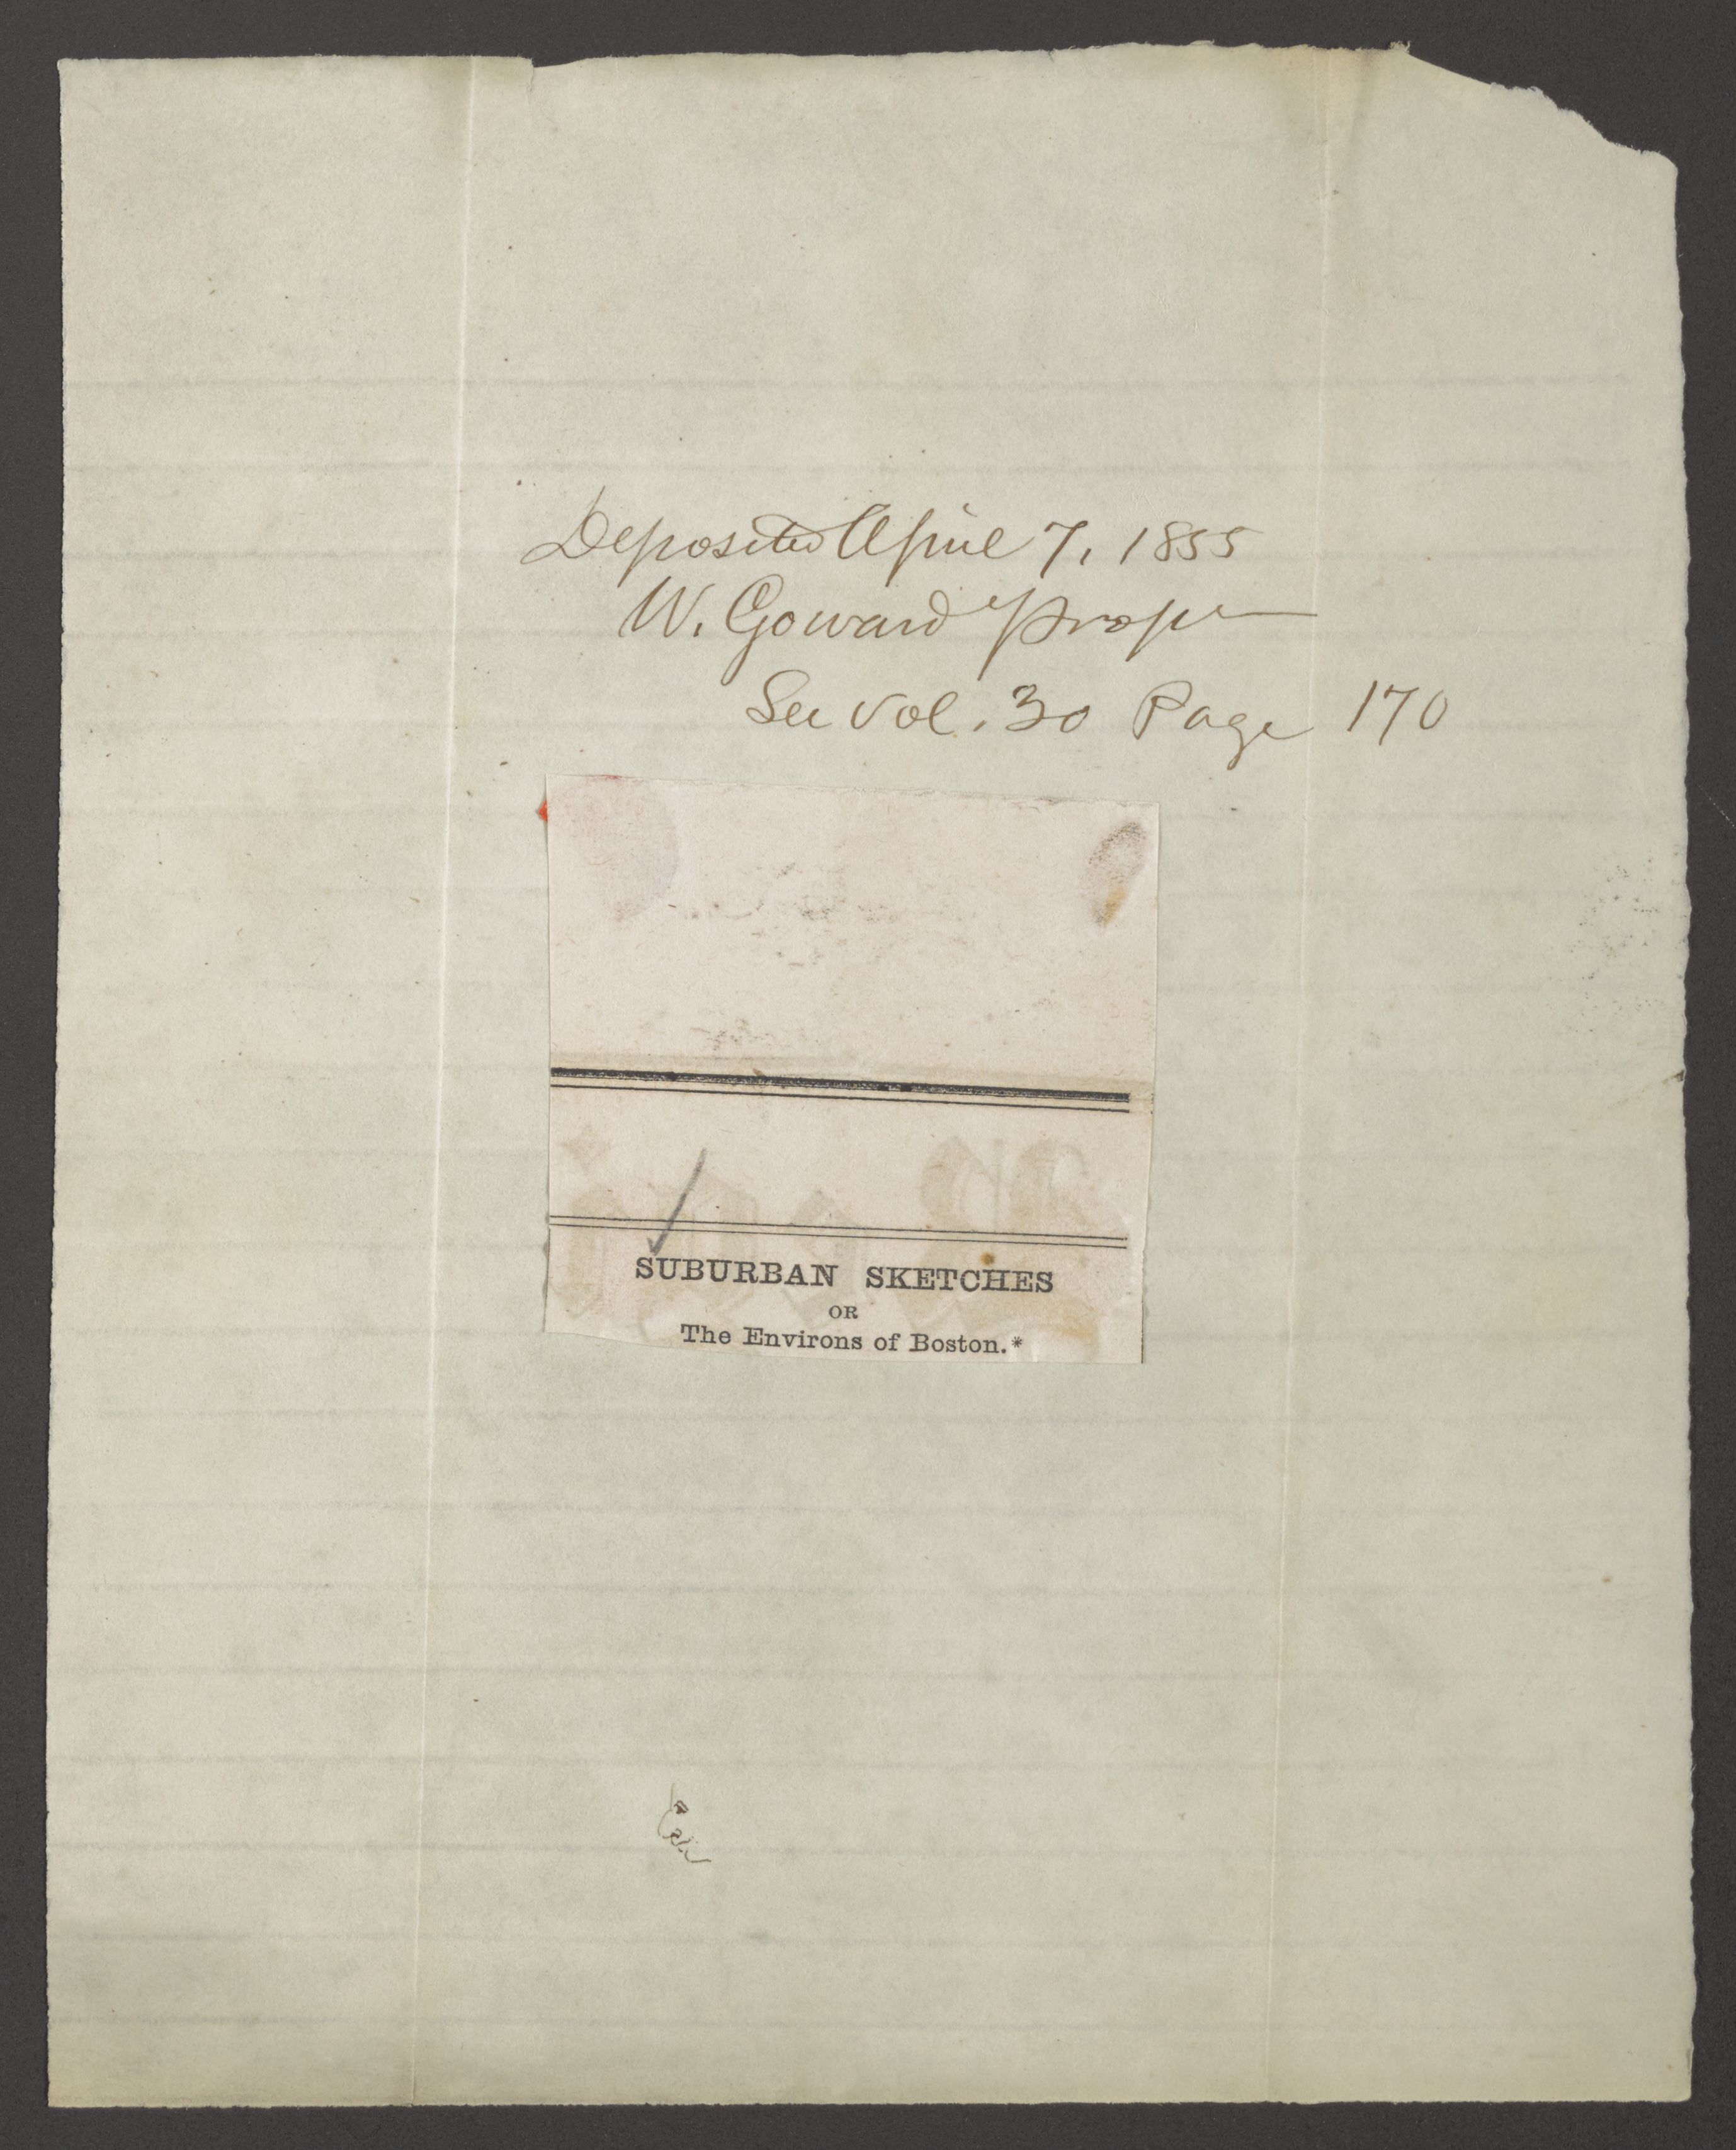 Deposited April 7, 1855
W. Goward Propr
See Vol. 30 Page 170
SUBURBAN SKETCHES
OR
The Environs of Boston.*